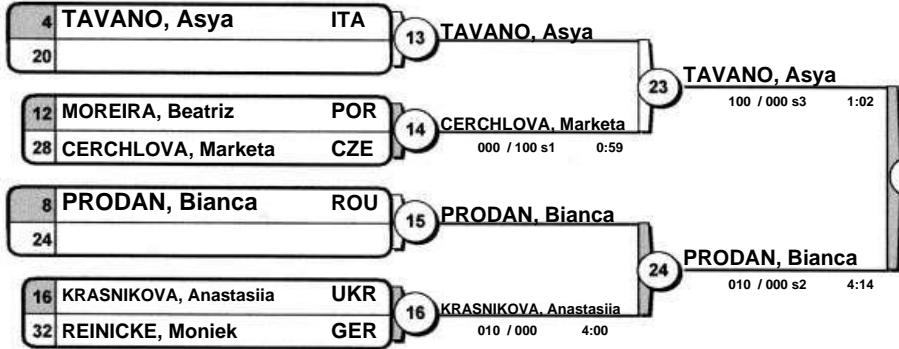 4 TAVANO, Asya ITA
20
13 TAVANO, Asya
12 MOREIRA, Beatriz POR
28 CERCHLOVA, Marketa CZE
14 CERCHLOVA, Marketa
000 / 100 s1 0:59
23 TAVANO, Asya
100 / 000 s3 1:02
8 PRODAN, Bianca ROU
24
15 PRODAN, Bianca
16 KRASNIKOVA, Anastasiia UKR
32 REINICKE, Moniek GER
16 KRASNIKOVA, Anastasiia
010 / 000 4:00
24 PRODAN, Bianca
010 / 000 s2 4:14